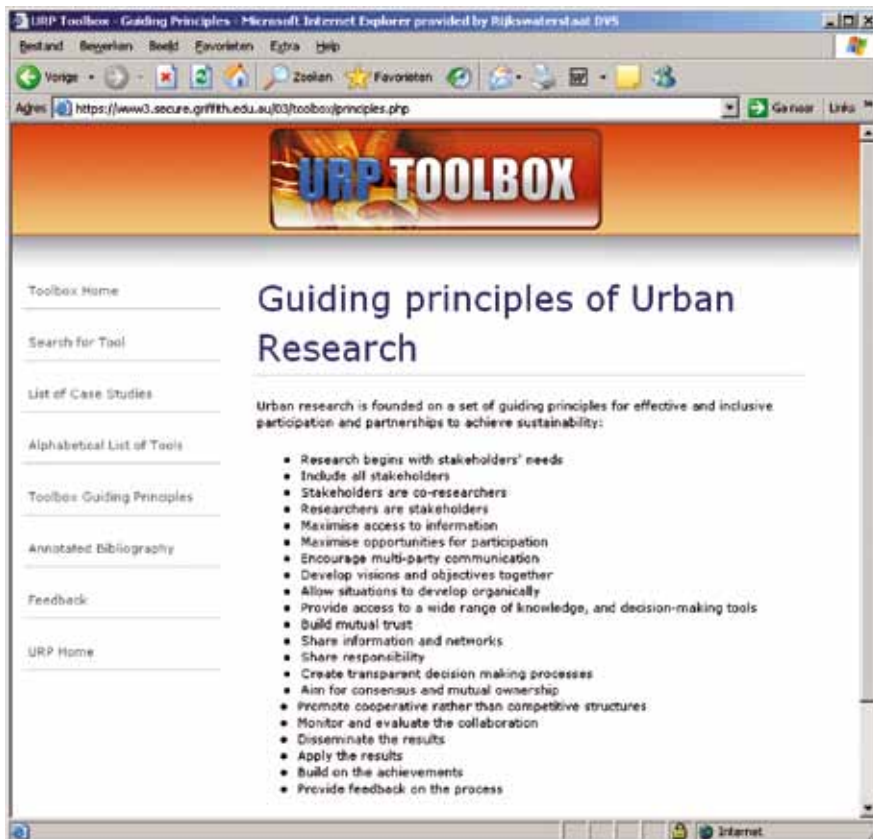 URP Toolbox - Guiding Principles - Microsoft Internet Explorer provided by Rijkswaterstaat DVS
Bestand Bewerken Beeld Favorieten Extra Help
Vorige Zoeken Favorieten
Adres https://www3.secure.griffith.edu.au/03/toolbox/principles.php Ga naar Links
URP TOOLBOX
Toolbox Home
Search for Tool
List of Case Studies
Alphabetical List of Tools
Toolbox Guiding Principles
Annotated Bibliography
Feedback
URP Home
Guiding principles of Urban
Research
Urban research is founded on a set of guiding principles for effective and inclusive
participation and partnerships to achieve sustainability:
• Research begins with stakeholders' needs
• Include all stakeholders
• Stakeholders are co-researchers
• Researchers are stakeholders
• Maximise access to information
• Maximise opportunities for participation
• Encourage multi-party communication
• Develop visions and objectives together
• Allow situations to develop organically
• Provide access to a wide range of knowledge, and decision-making tools
• Build mutual trust
• Share information and networks
• Share responsibility
• Create transparent decision making processes
• Aim for consensus and mutual ownership
• Promote cooperative rather than competitive structures
• Monitor and evaluate the collaboration
• Disseminate the results
• Apply the results
• Build on the achievements
• Provide feedback on the process
Internet